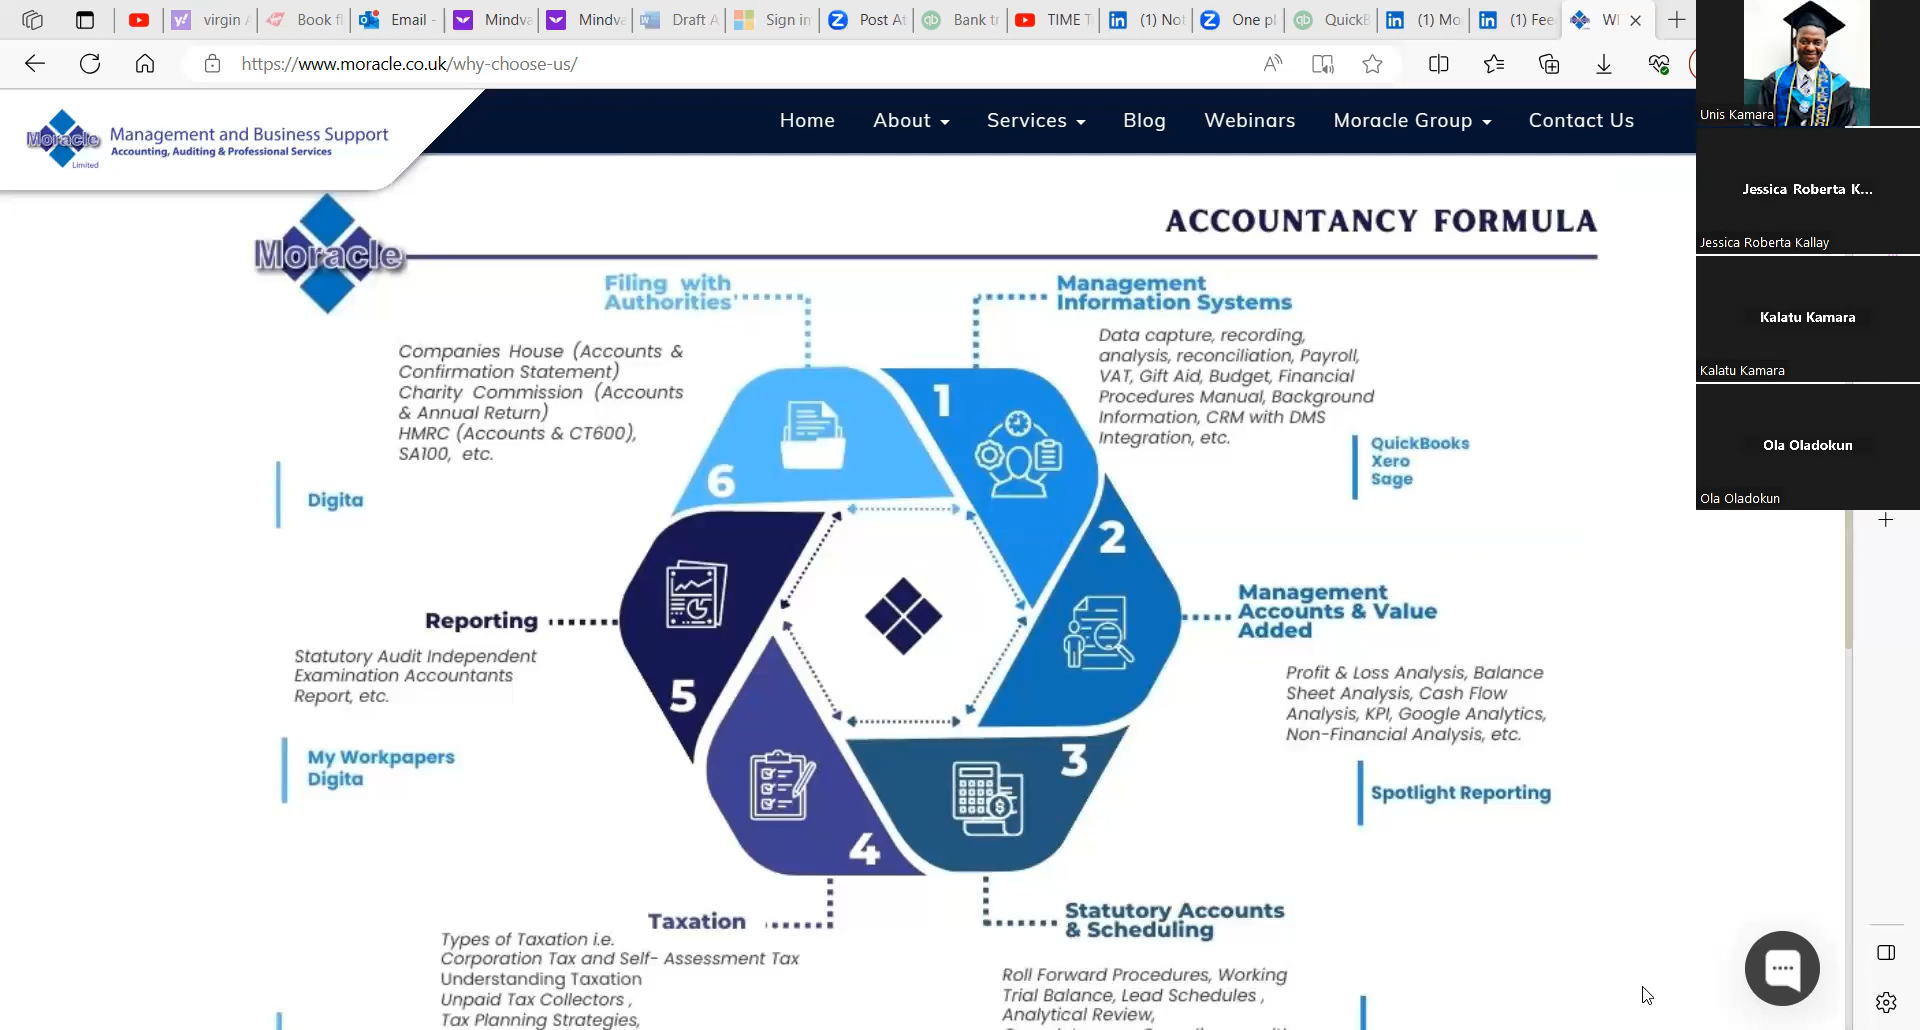 virgin A
Book fl
Email -
Mindva
Mindva
Draft A
Sign in
Post At
Bank tr
TIME T
(1) Not
One pl
QuickB
(1) Mo
(1) Fee
W
https://www.moracle.co.uk/why-choose-us/
Moracle
Limited
Management and Business Support
Accounting, Auditing & Professional Services
Home
About
Services
Blog
Webinars
Moracle Group
Contact Us
Unis Kamara
Jessica Roberta K...
Jessica Roberta Kallay
Kalatu Kamara
Kalatu Kamara
Ola Oladokun
Ola Oladokun
Moracle
ACCOUNTANCY FORMULA
Filing with
Authorities
Companies House (Accounts &
Confirmation Statement)
Charity Commission (Accounts
& Annual Return)
HMRC (Accounts & CT600),
SA100, etc.
Digita
6
1
Management
Information Systems
Data capture, recording,
analysis, reconciliation, Payroll,
VAT, Gift Aid, Budget, Financial
Procedures Manual, Background
Information, CRM with DMS
Integration, etc.
QuickBooks
Xero
Sage
2
Management
Accounts & Value
Added
Profit & Loss Analysis, Balance
Sheet Analysis, Cash Flow
Analysis, KPI, Google Analytics,
Non-Financial Analysis, etc.
Spotlight Reporting
Reporting
Statutory Audit Independent
Examination Accountants
Report, etc.
My Workpapers
Digita
5
3
4
Taxation
Types of Taxation i.e.
Corporation Tax and Self- Assessment Tax
Understanding Taxation
Unpaid Tax Collectors ,
Tax Planning Strategies,
Statutory Accounts
& Scheduling
Roll Forward Procedures, Working
Trial Balance, Lead Schedules ,
Analytical Review,